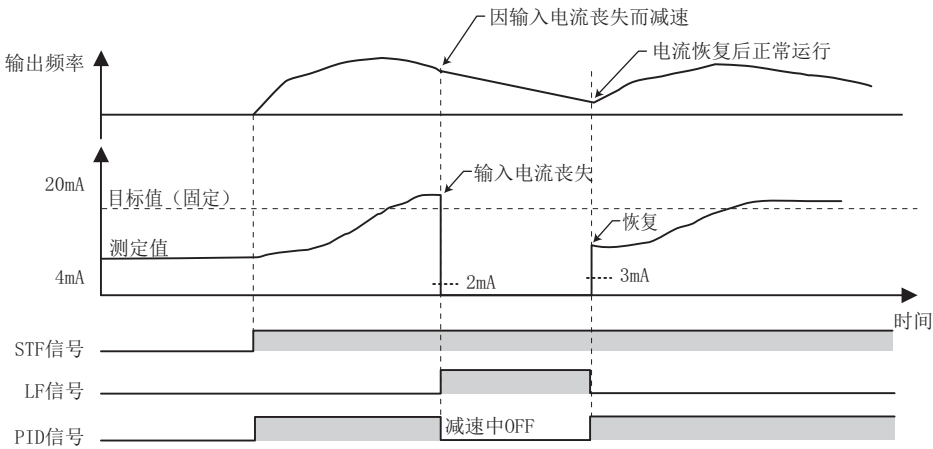 因输入电流丧失而减速
电流恢复后正常运行
输出频率
20mA
目标值（固定）
输入电流丧失
恢复
测定值
4mA
2mA
3mA
时间
STF信号
LF信号
PID信号
减速中OFF